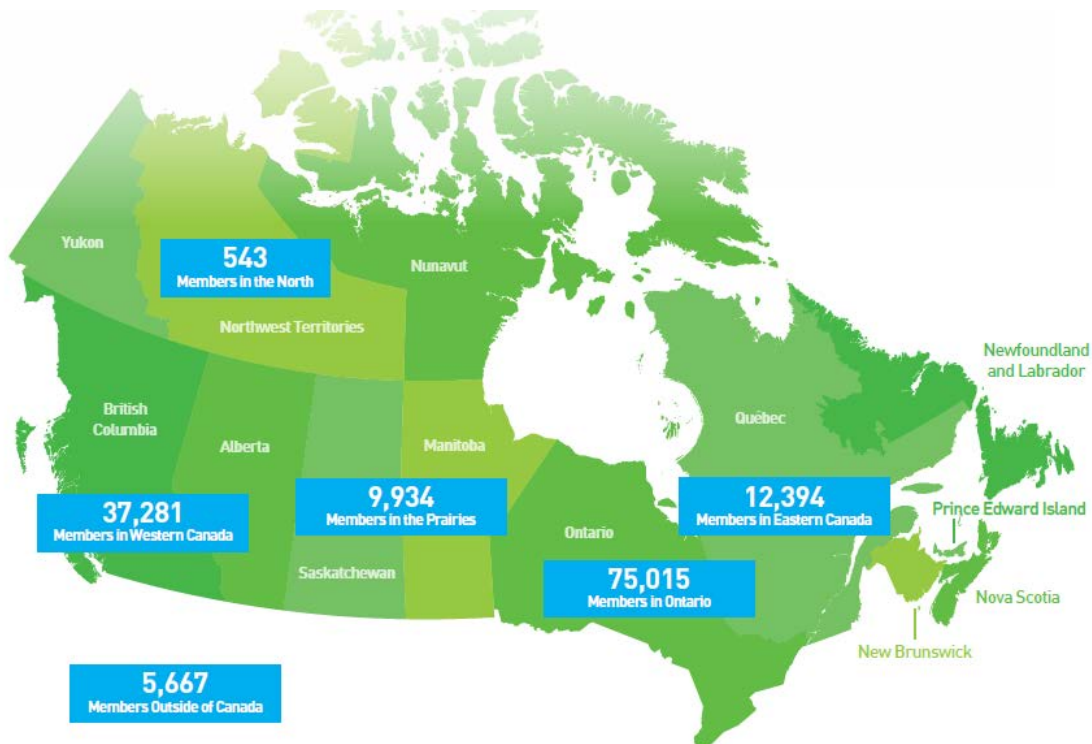 Yukon
543
Members in the North
Nunavut
Northwest Territories
Newfoundland
and Labrador
British
Columbia
Alberta
Manitoba
Québec
37,281
Members in Western Canada
9,934
Members in the Prairies
12,394
Members in Eastern Canada
Prince Edward Island
Ontario
Saskatchewan
75,015
Members in Ontario
Nova Scotia
New Brunswick
5,667
Members Outside of Canada